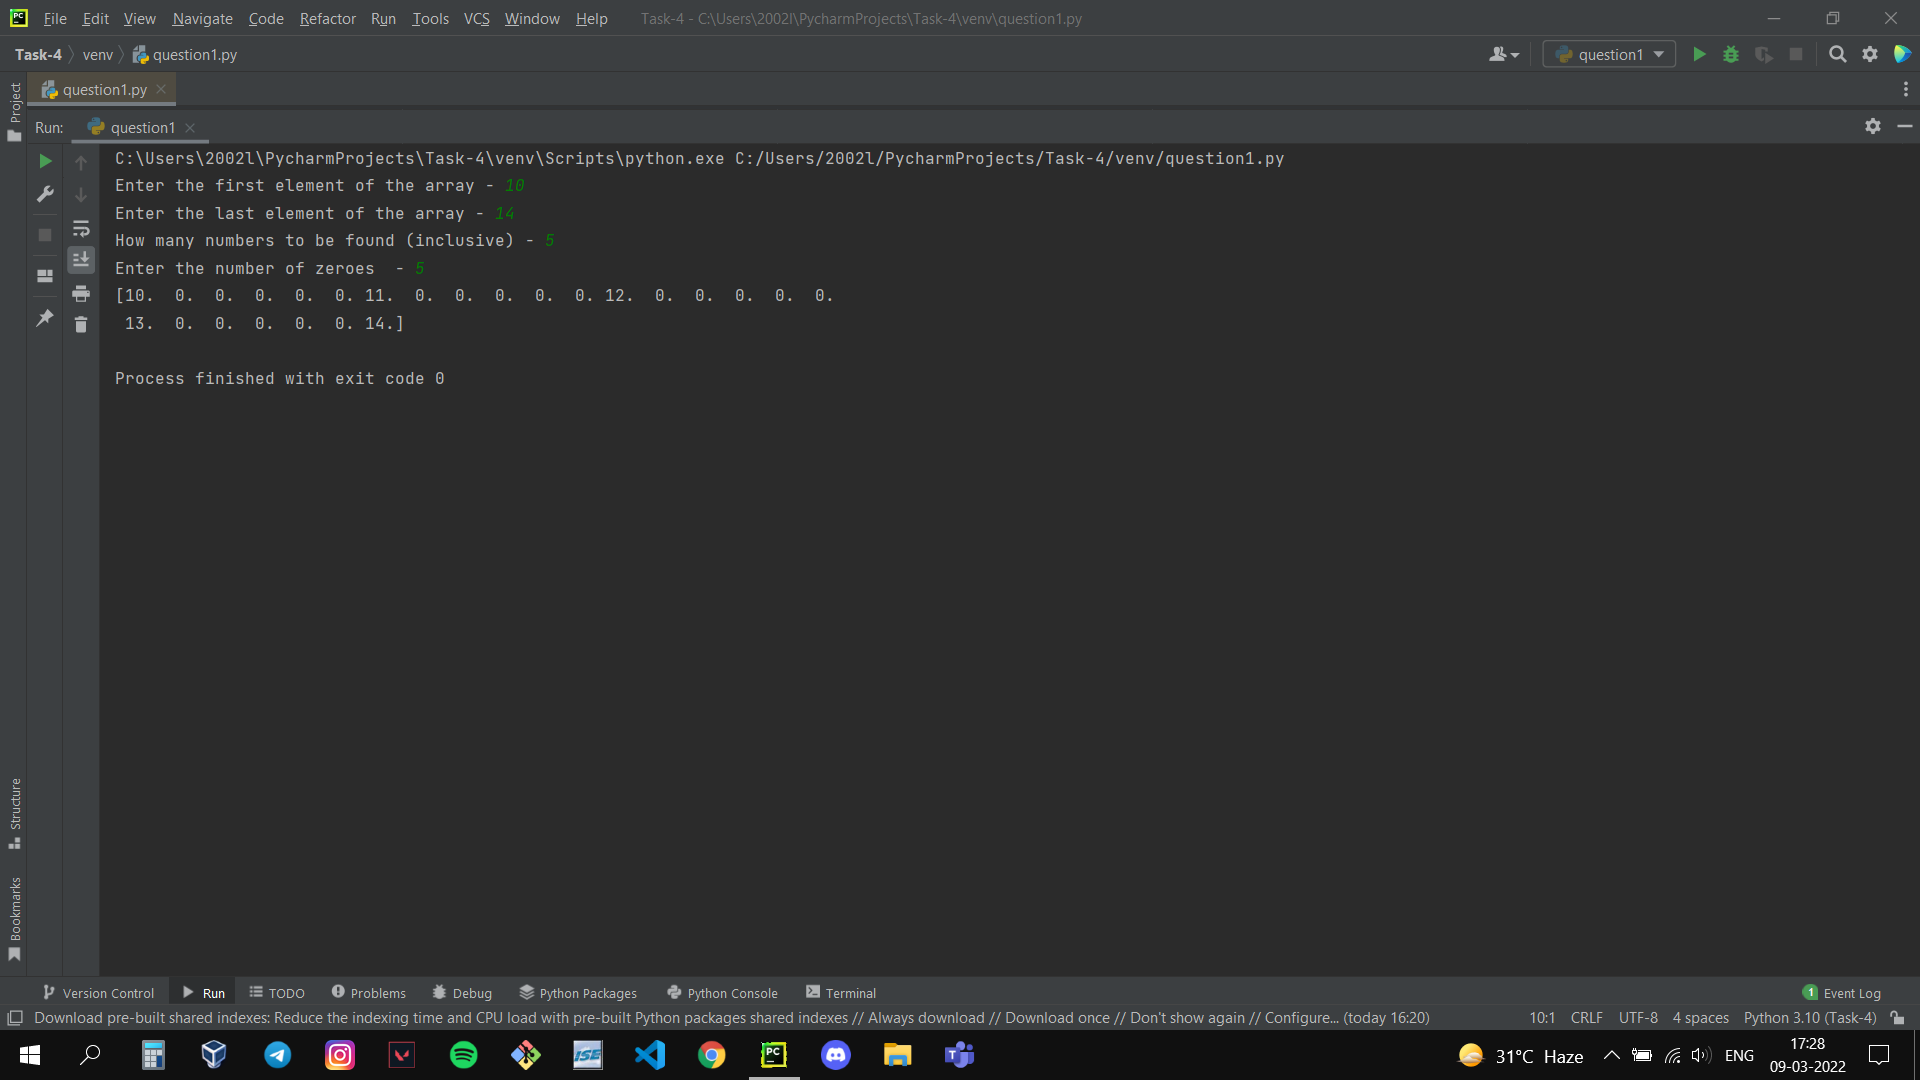 File Edit View Navigate Code Refactor Run Tools VCS Window Help Task-4 - C:\Users\2002l\PycharmProjects\Task-4\venv\question1.py
Task-4 venv question1.py question1
question1.py
Project
Run: question1
C:\Users\2002l\PycharmProjects\Task-4\venv\Scripts\python.exe C:/Users/2002l/PycharmProjects/Task-4/venv/question1.py
Enter the first element of the array - 10
Enter the last element of the array - 14
How many numbers to be found (inclusive) - 5
Enter the number of zeroes  - 5
[10.  0.  0.  0.  0.  0. 11.  0.  0.  0.  0.  0. 12.  0.  0.  0.  0.  0.
 13.  0.  0.  0.  0.  0. 14.]
Process finished with exit code 0
Structure
Bookmarks
Version Control Run TODO Problems Debug Python Packages Python Console Terminal 1 Event Log
Download pre-built shared indexes: Reduce the indexing time and CPU load with pre-built Python packages shared indexes // Always download // Download once // Don't show again // Configure... (today 16:20) 10:1 CRLF UTF-8 4 spaces Python 3.10 (Task-4)
ISE PC 31°C Haze ENG 17:28
09-03-2022